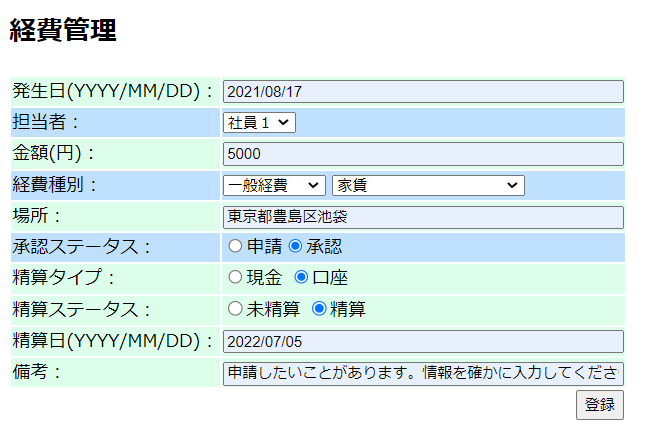 経費管理
発生日(YYYY/MM/DD)： 2021/08/17
担当者： 社員１
金額(円)： 5000
経費種別： 一般経費 家賃
場所： 東京都豊島区池袋
承認ステータス： 申請 承認
精算タイプ： 現金 口座
精算ステータス： 未精算 精算
精算日(YYYY/MM/DD)： 2022/07/05
備考： 申請したいことがあります。情報を確かに入力してくださ
登録